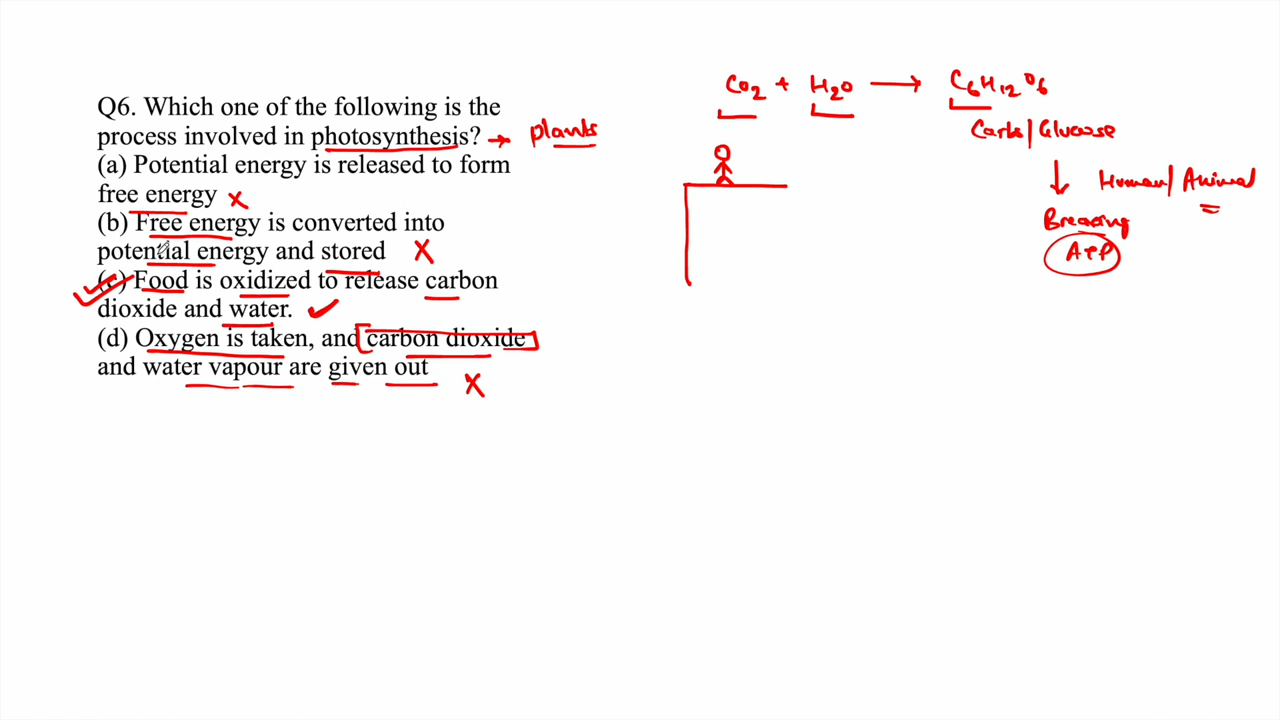 Q6. Which one of the following is the
process involved in photosynthesis? → plants
(a) Potential energy is released to form
free energy x
(b) Free energy is converted into
potential energy and stored X
(c) Food is oxidized to release carbon
dioxide and water. ✓
(d) Oxygen is taken, and [carbon dioxide]
and water vapour are given out X
CO2 + H2O → C6H12O6
Carbs/Glucose
↓ Human/Animal
Breaking
ATP